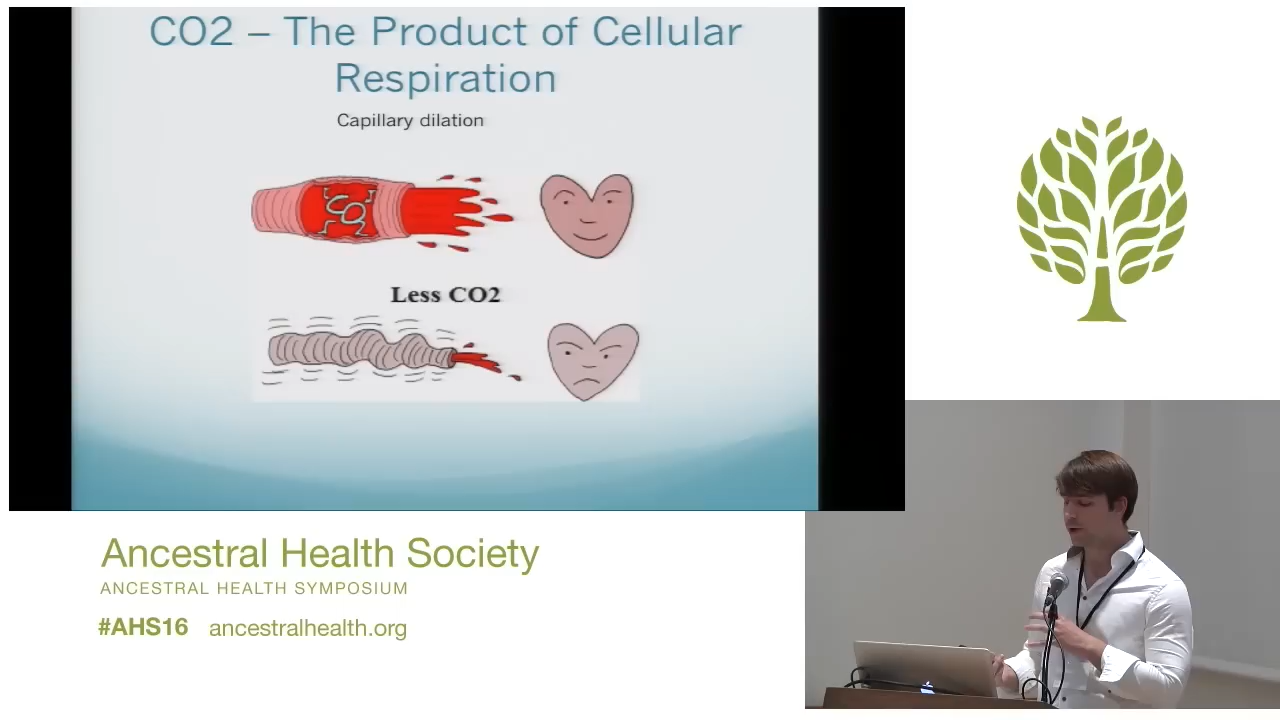 CO2 – The Product of Cellular
Respiration
Capillary dilation
CO2
Less CO2
Ancestral Health Society
ANCESTRAL HEALTH SYMPOSIUM
#AHS16 ancestralhealth.org